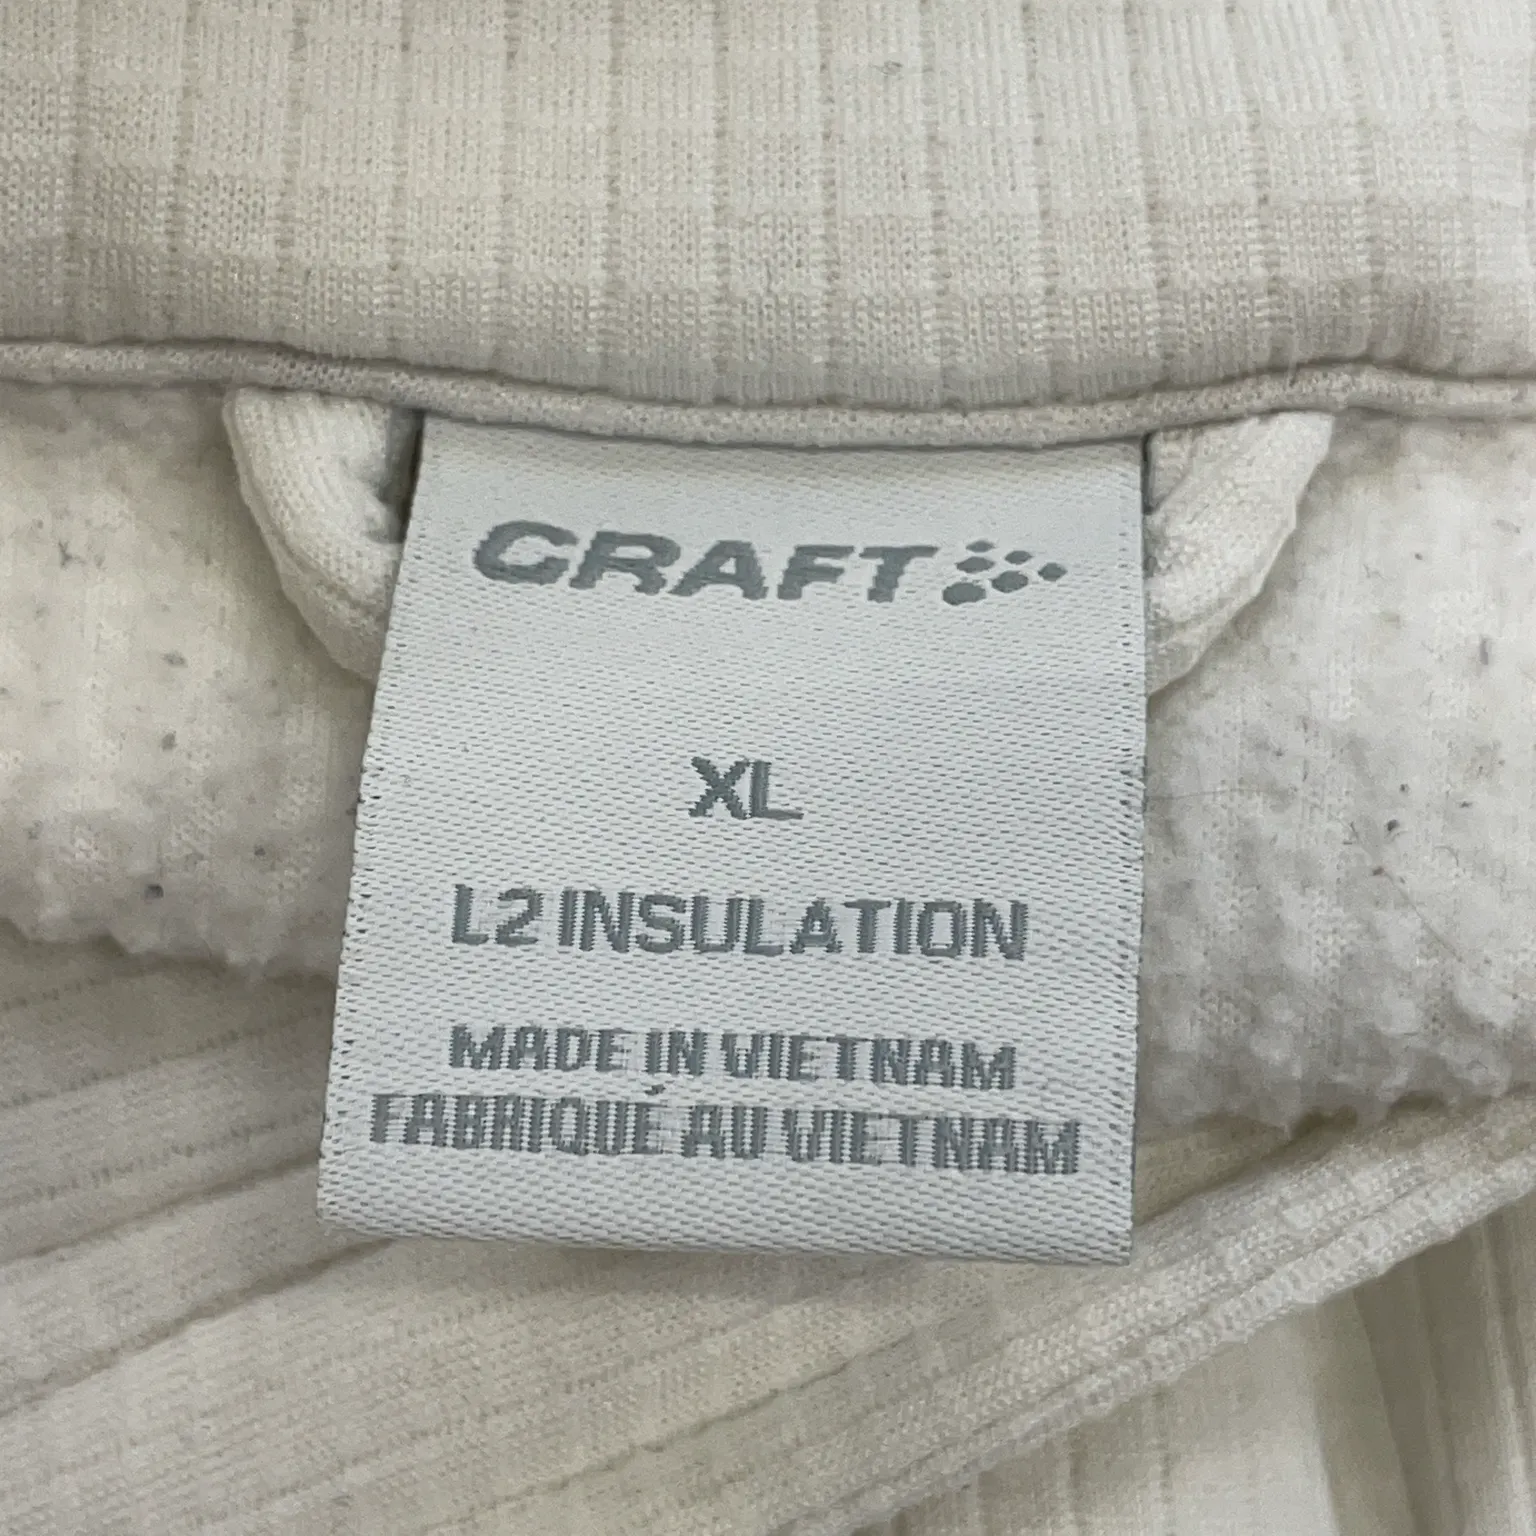 CRAFT
XL
L2 INSULATION
MADE IN VIETNAM
FABRIQUÉ AU VIETNAM